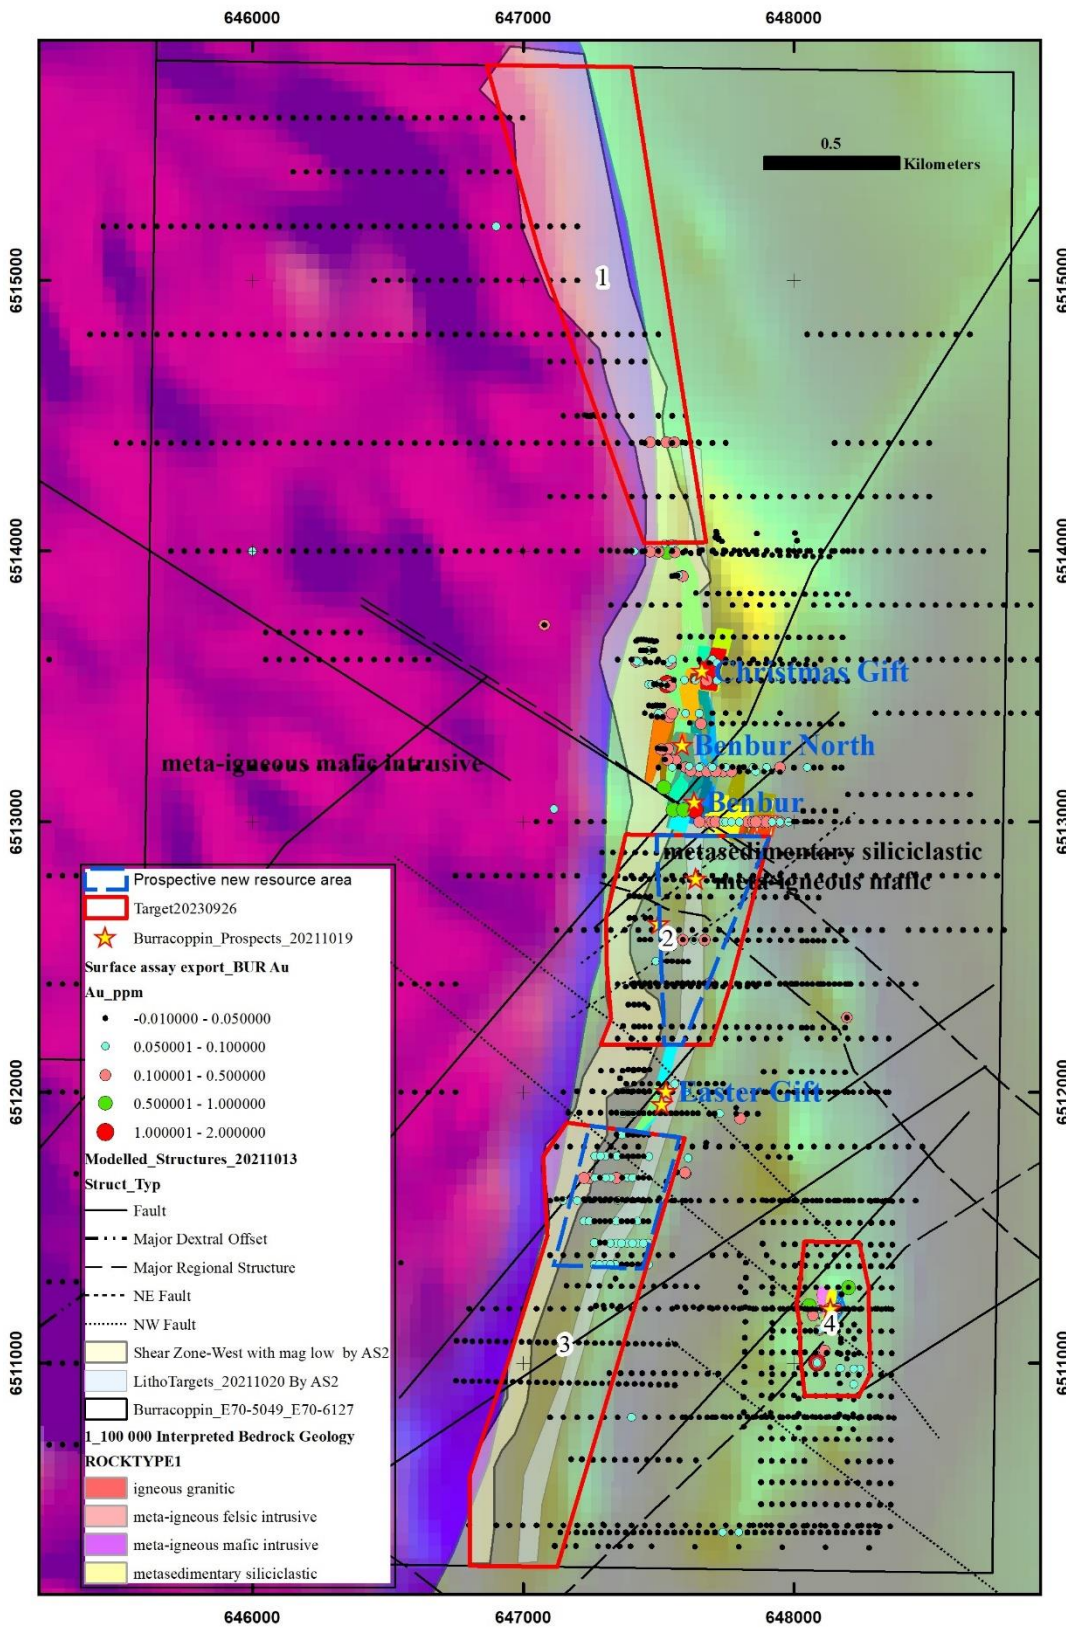 646000
647000
648000
0.5
Kilometers
6515000
6515000
1
6514000
6514000
Christmas Gift
Benbur North
meta-igneous mafic intrusive
Benbur
6513000
6513000
metasedimentary siliciclastic
meta-igneous mafic
2
6512000
6512000
Easter Gift
4
3
6511000
6511000
Prospective new resource area
Target20230926
Burracoppin_Prospects_20211019
Surface assay export_BUR Au
Au_ppm
-0.010000 - 0.050000
0.050001 - 0.100000
0.100001 - 0.500000
0.500001 - 1.000000
1.000001 - 2.000000
Modelled_Structures_20211013
Struct_Typ
Fault
Major Dextral Offset
Major Regional Structure
NE Fault
NW Fault
Shear Zone-West with mag low by AS2
LithoTargets_20211020 By AS2
Burracoppin_E70-5049_E70-6127
1_100 000 Interpreted Bedrock Geology
ROCKTYPE1
igneous granitic
meta-igneous felsic intrusive
meta-igneous mafic intrusive
metasedimentary siliciclastic
646000
647000
648000